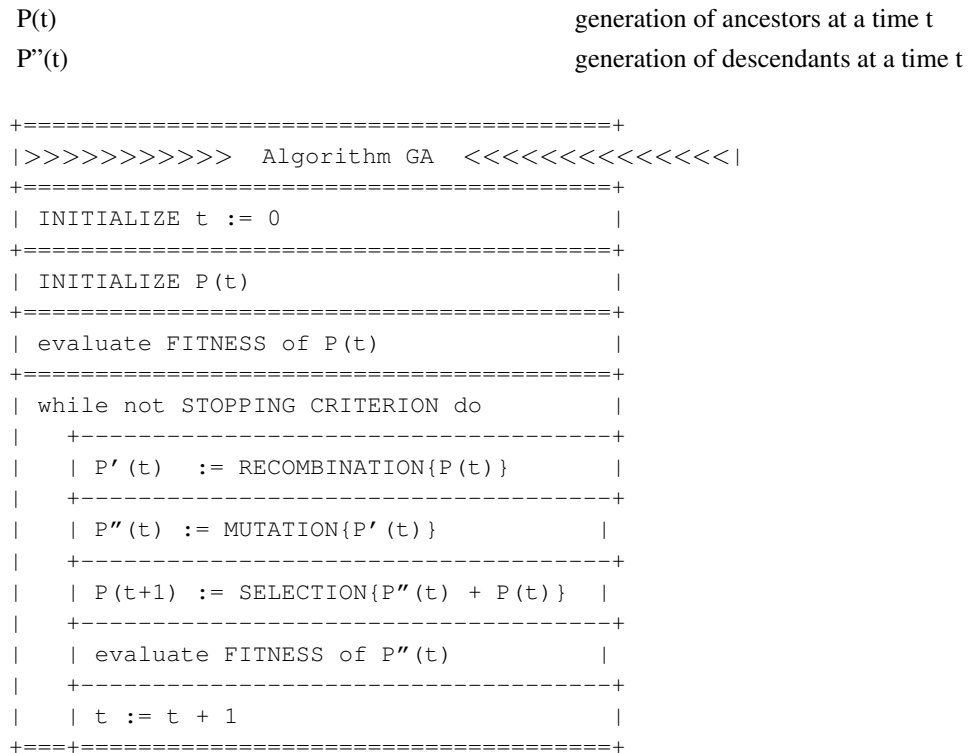 P(t) generation of ancestors at a time t
P”(t) generation of descendants at a time t
+=========================================+
|>>>>>>>>>>> Algorithm GA <<<<<<<<<<<<<<|
+=========================================+
| INITIALIZE t := 0 |
+=========================================+
| INITIALIZE P(t) |
+=========================================+
| evaluate FITNESS of P(t) |
+=========================================+
| while not STOPPING CRITERION do |
| +-------------------------------------+
| | P'(t) := RECOMBINATION{P(t)} |
| +-------------------------------------+
| | P"(t) := MUTATION{P'(t)} |
| +-------------------------------------+
| | P(t+1) := SELECTION{P"(t) + P(t)} |
| +-------------------------------------+
| | evaluate FITNESS of P"(t) |
| +-------------------------------------+
| | t := t + 1 |
+===+=====================================+